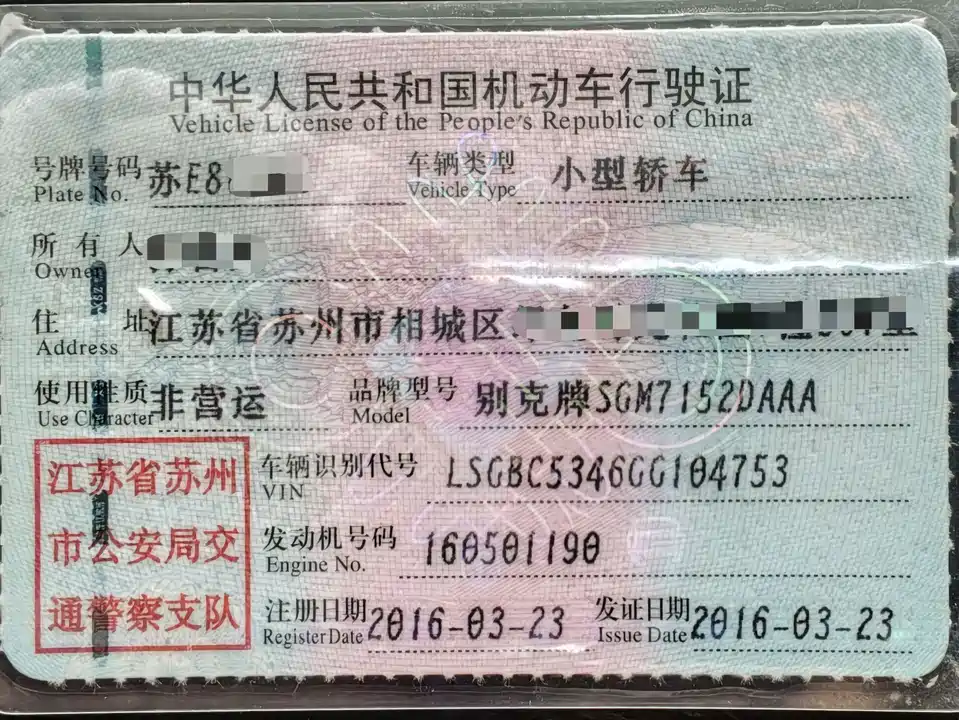 中华人民共和国机动车行驶证
Vehicle License of the People's Republic of China
号牌号码 苏E8 车辆类型 小型轿车
Plate No. Vehicle Type
所有人
Owner
住址 江苏省苏州市相城区
Address
使用性质 非营运 品牌型号 别克牌SGM7152DAAA
Use Character Model
江苏省苏州 车辆识别代号 LSGBC5346GG104753
VIN
市公安局交 发动机号码 160501190
Engine No.
通警察支队 注册日期 2016-03-23 发证日期 2016-03-23
Register Date Issue Date